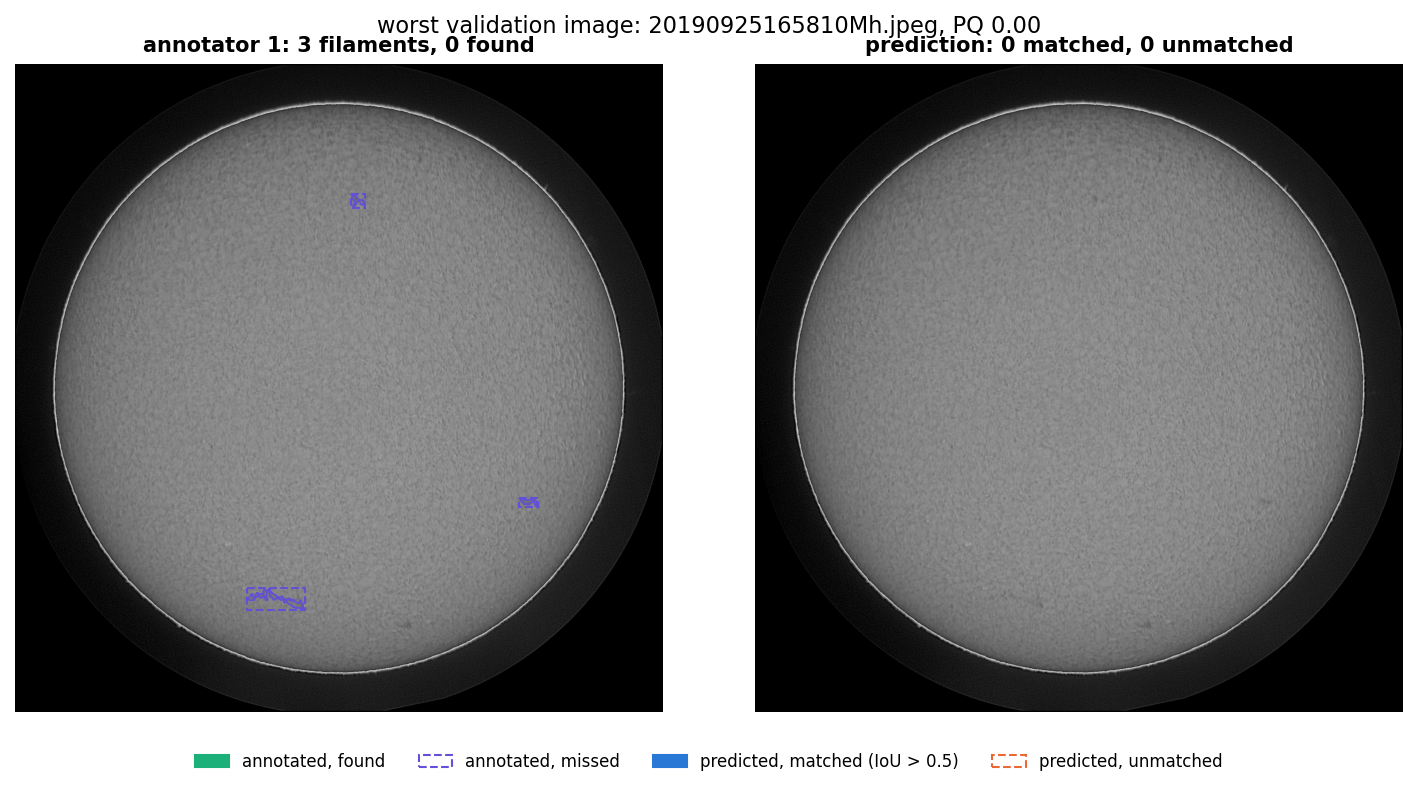 worst validation image: 20190925165810Mh.jpeg, PQ 0.00
annotator 1: 3 filaments, 0 found
prediction: 0 matched, 0 unmatched
annotated, found
annotated, missed
predicted, matched (IoU > 0.5)
predicted, unmatched